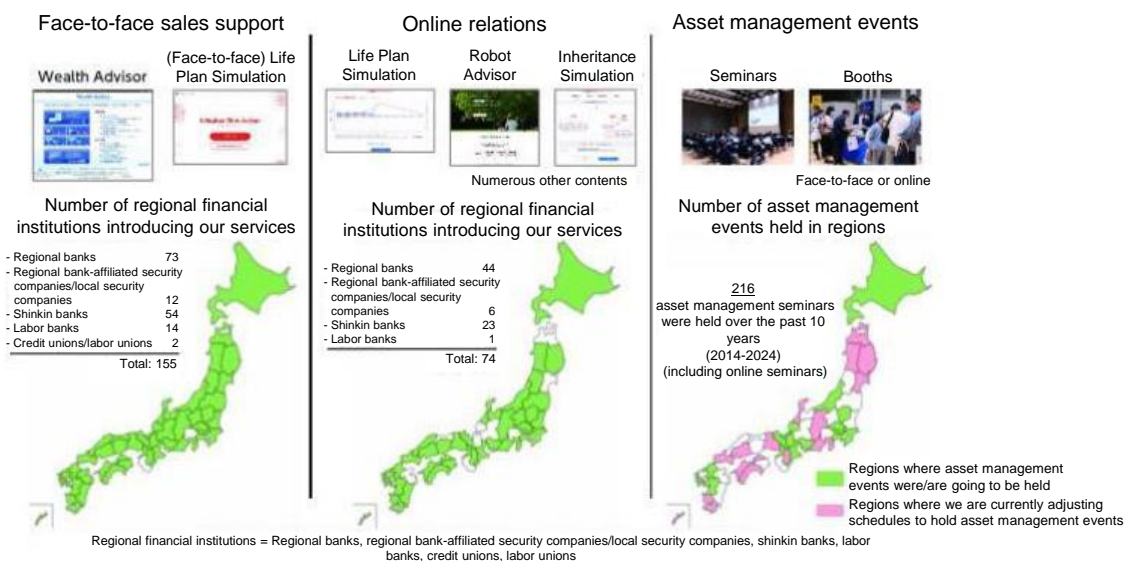 Face-to-face sales support
Wealth Advisor
(Face-to-face) Life
Plan Simulation
Number of regional financial
institutions introducing our services
- Regional banks 73
- Regional bank-affiliated security
companies/local security
companies 12
- Shinkin banks 54
- Labor banks 14
- Credit unions/labor unions 2
Total: 155
Online relations
Life Plan
Simulation
Robot
Advisor
Inheritance
Simulation
Numerous other contents
Number of regional financial
institutions introducing our services
- Regional banks 44
- Regional bank-affiliated security
companies/local security
companies 6
- Shinkin banks 23
- Labor banks 1
Total: 74
Asset management events
Seminars
Booths
Face-to-face or online
Number of asset management
events held in regions
216
asset management seminars
were held over the past 10
years
(2014-2024)
(including online seminars)
Regions where asset management
events were/are going to be held
Regions where we are currently adjusting
schedules to hold asset management events
Regional financial institutions = Regional banks, regional bank-affiliated security companies/local security companies, shinkin banks, labor
banks, credit unions, labor unions